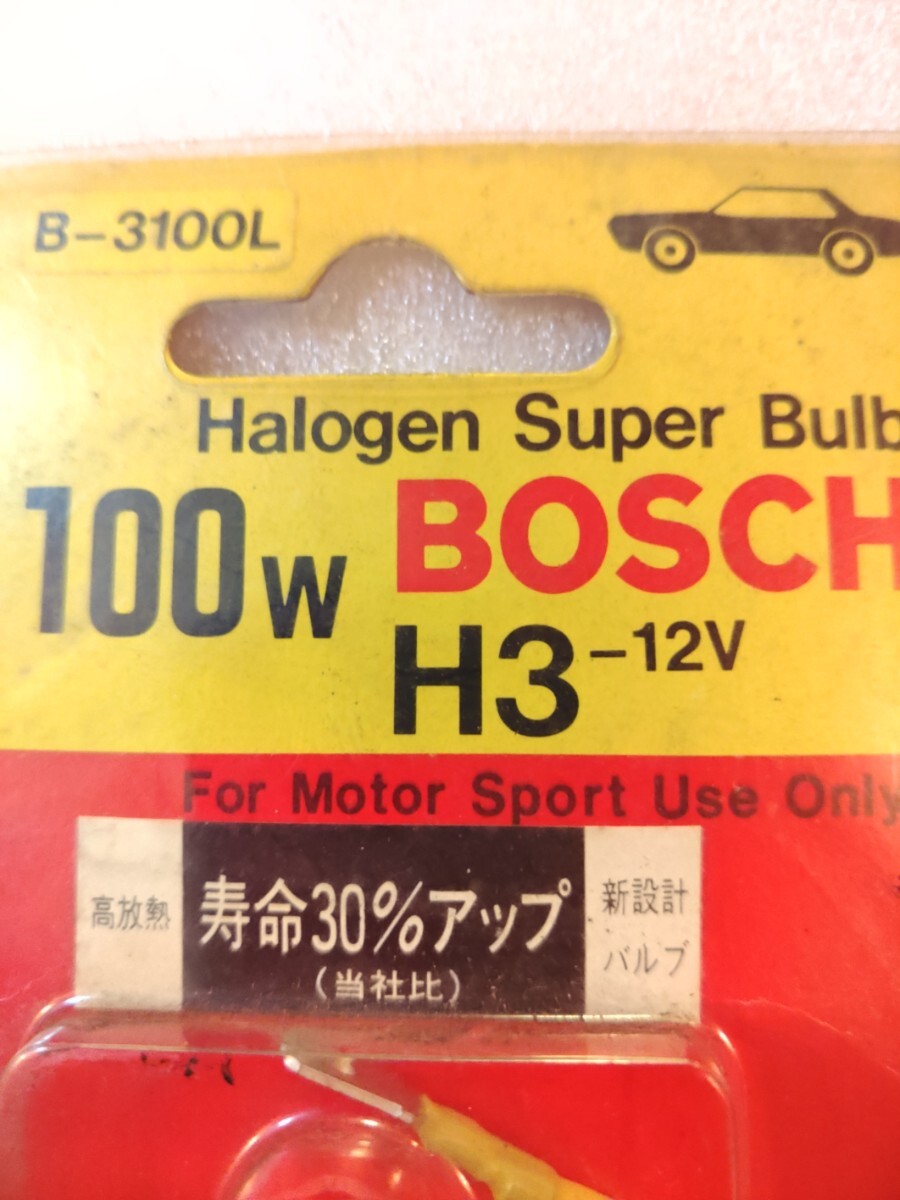 B-3100L
Halogen Super Bulb
100W
BOSCH
H3-12V
For Motor Sport Use Only
高放熱
寿命30%アップ
(当社比)
新設計
バルブ